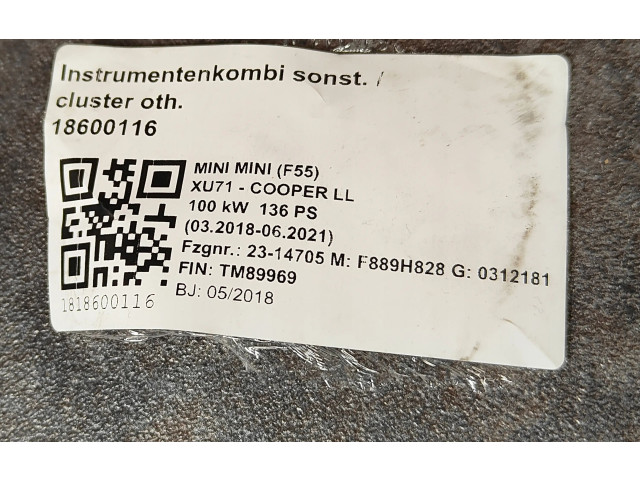 Instrumentenkombi sonst. /
cluster oth.
18600116
MINI MINI (F55)
XU71 - COOPER LL
100 kW 136 PS
(03.2018-06.2021)
Fzgnr.: 23-14705 M: F889H828 G: 0312181
FIN: TM89969
BJ: 05/2018
1818600116